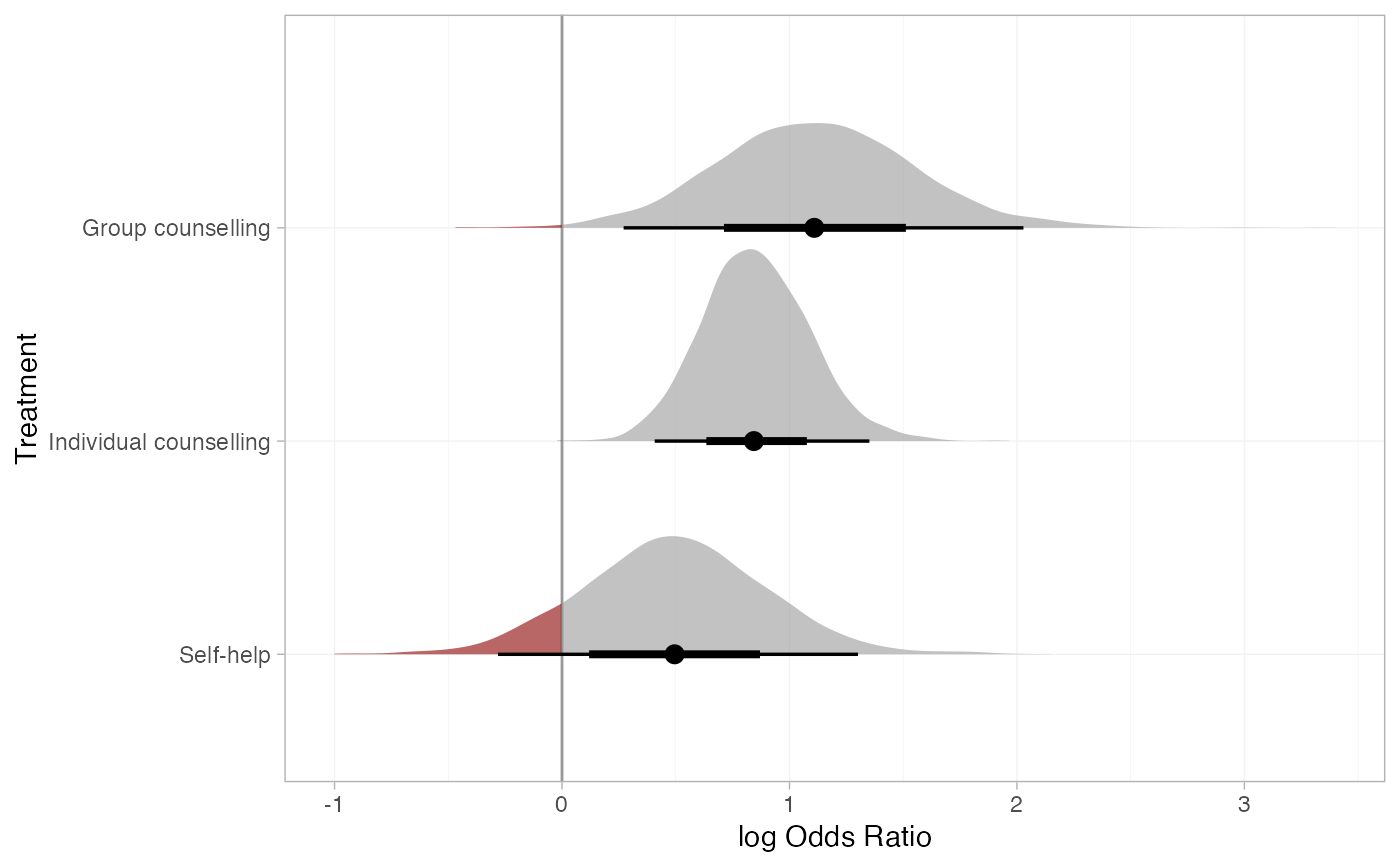 Treatment
Group counselling
Individual counselling
Self-help
-1 0 1 2 3
log Odds Ratio